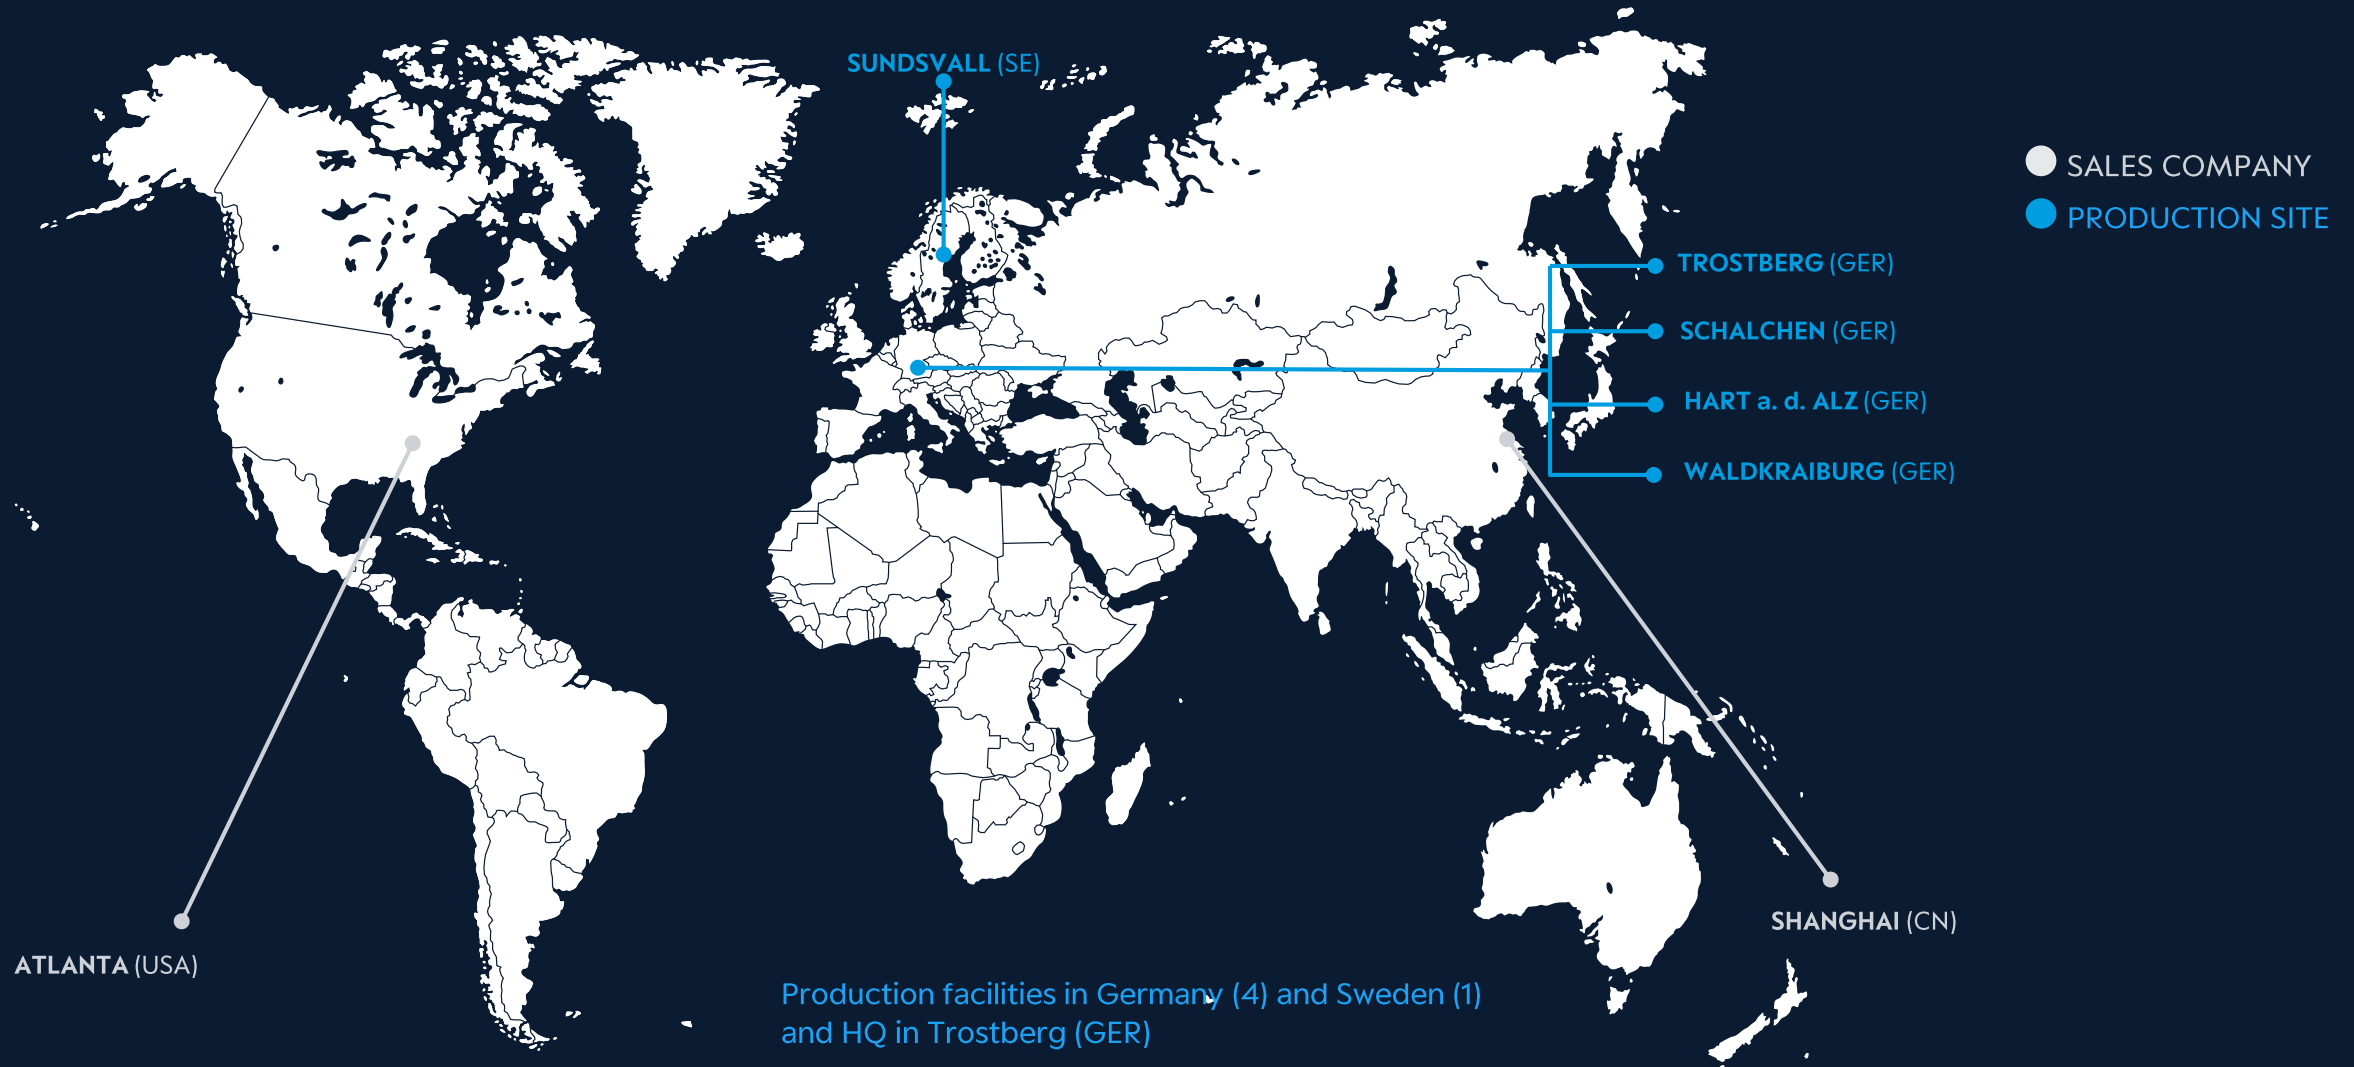 SUNDSVALL (SE)
SALES COMPANY
PRODUCTION SITE
TROSTBERG (GER)
SCHALCHEN (GER)
HART a. d. ALZ (GER)
WALDKRAIBURG (GER)
SHANGHAI (CN)
ATLANTA (USA)
Production facilities in Germany (4) and Sweden (1)
and HQ in Trostberg (GER)